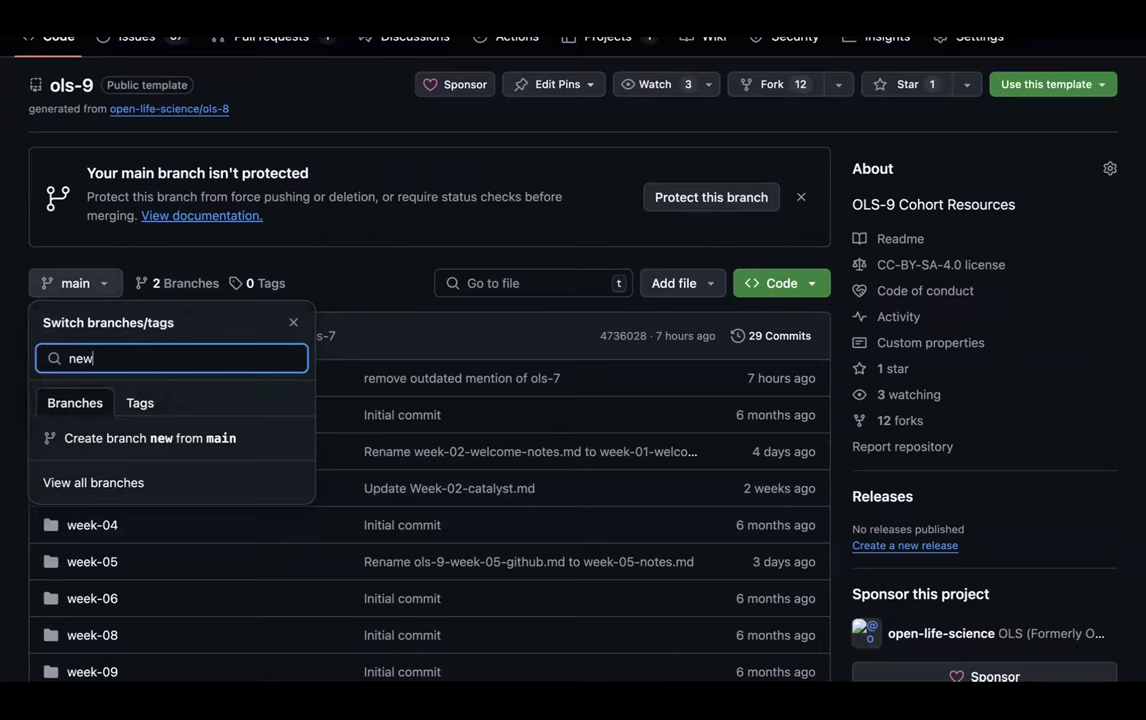 Code Issues 67 Pull requests Discussions Actions Projects Wiki Security Insights Settings
ols-9 Public template Sponsor Edit Pins Watch 3 Fork 12 Star 1 Use this template
generated from open-life-science/ols-8
Your main branch isn't protected
Protect this branch from force pushing or deletion, or require status checks before
merging. View documentation.
Protect this branch
main 2 Branches 0 Tags Go to file t Add file Code
Switch branches/tags
new
Branches Tags
Create branch new from main
View all branches
s-7 4736028 · 7 hours ago 29 Commits
remove outdated mention of ols-7 7 hours ago
Initial commit 6 months ago
Rename week-02-welcome-notes.md to week-01-welco... 4 days ago
Update Week-02-catalyst.md 2 weeks ago
week-04 Initial commit 6 months ago
week-05 Rename ols-9-week-05-github.md to week-05-notes.md 3 days ago
week-06 Initial commit 6 months ago
week-08 Initial commit 6 months ago
week-09 Initial commit 6 months ago
About
OLS-9 Cohort Resources
Readme
CC-BY-SA-4.0 license
Code of conduct
Activity
Custom properties
1 star
3 watching
12 forks
Report repository
Releases
No releases published
Create a new release
Sponsor this project
open-life-science OLS (Formerly O...
Sponsor